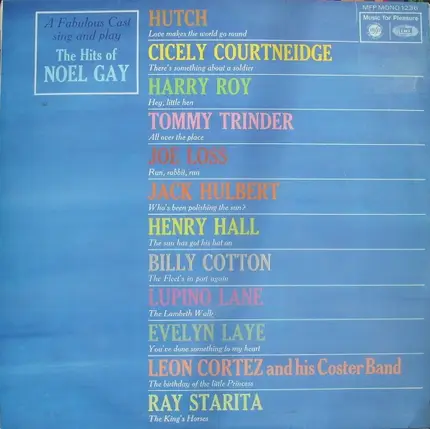 A Fabulous Cast
sing and play
The Hits of
NOEL GAY
MFP MONO 1236
Music for Pleasure
HUTCH
Love makes the world go round
CICELY COURTNEIDGE
There's something about a soldier
HARRY ROY
Hey, little hen
TOMMY TRINDER
All over the place
JOE LOSS
Run, rabbit, run
JACK HULBERT
Who's been polishing the sun?
HENRY HALL
The sun has got his hat on
BILLY COTTON
The Fleet's in port again
LUPINO LANE
The Lambeth Walk
EVELYN LAYE
You've done something to my heart
LEON CORTEZ and his Coster Band
The birthday of the little Princess
RAY STARITA
The King's Horses